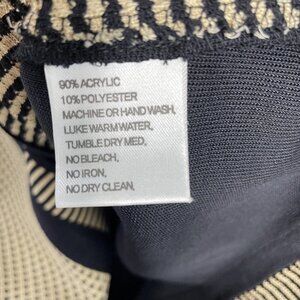 90% ACRYLIC
10% POLYESTER
MACHINE OR HAND WASH,
LUKE WARM WATER,
TUMBLE DRY MED,
NO BLEACH,
NO IRON,
NO DRY CLEAN,